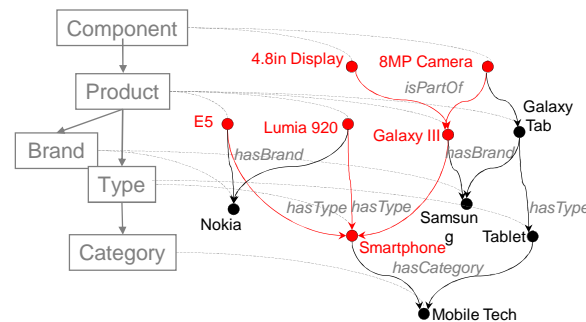 Component
4.8in Display
8MP Camera
isPartOf
Product
Galaxy
Tab
E5
Lumia 920
Galaxy III
Brand
hasBrand
hasBrand
Type
Nokia
hasType
hasType
Samsun
g
hasType
Smartphone
Tablet
Category
hasCategory
Mobile Tech